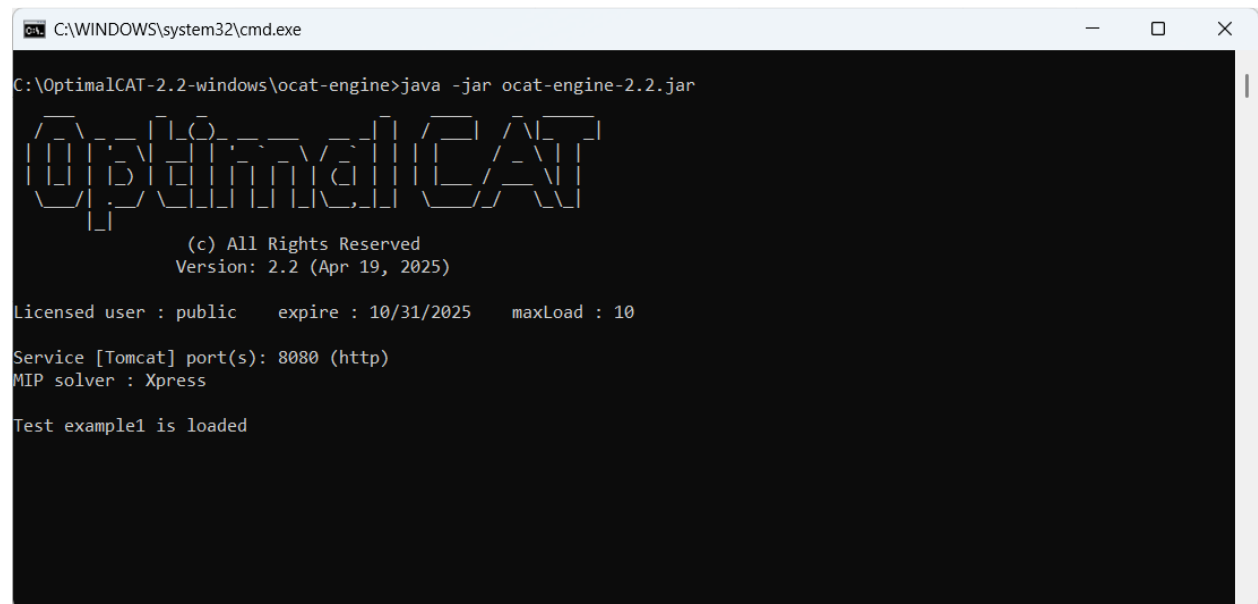 C:\WINDOWS\system32\cmd.exe
C:\OptimalCAT-2.2-windows\ocat-engine>java -jar ocat-engine-2.2.jar
Optimal CAT
(c) All Rights Reserved
Version: 2.2 (Apr 19, 2025)
Licensed user : public    expire : 10/31/2025    maxLoad : 10
Service [Tomcat] port(s): 8080 (http)
MIP solver : Xpress
Test example1 is loaded